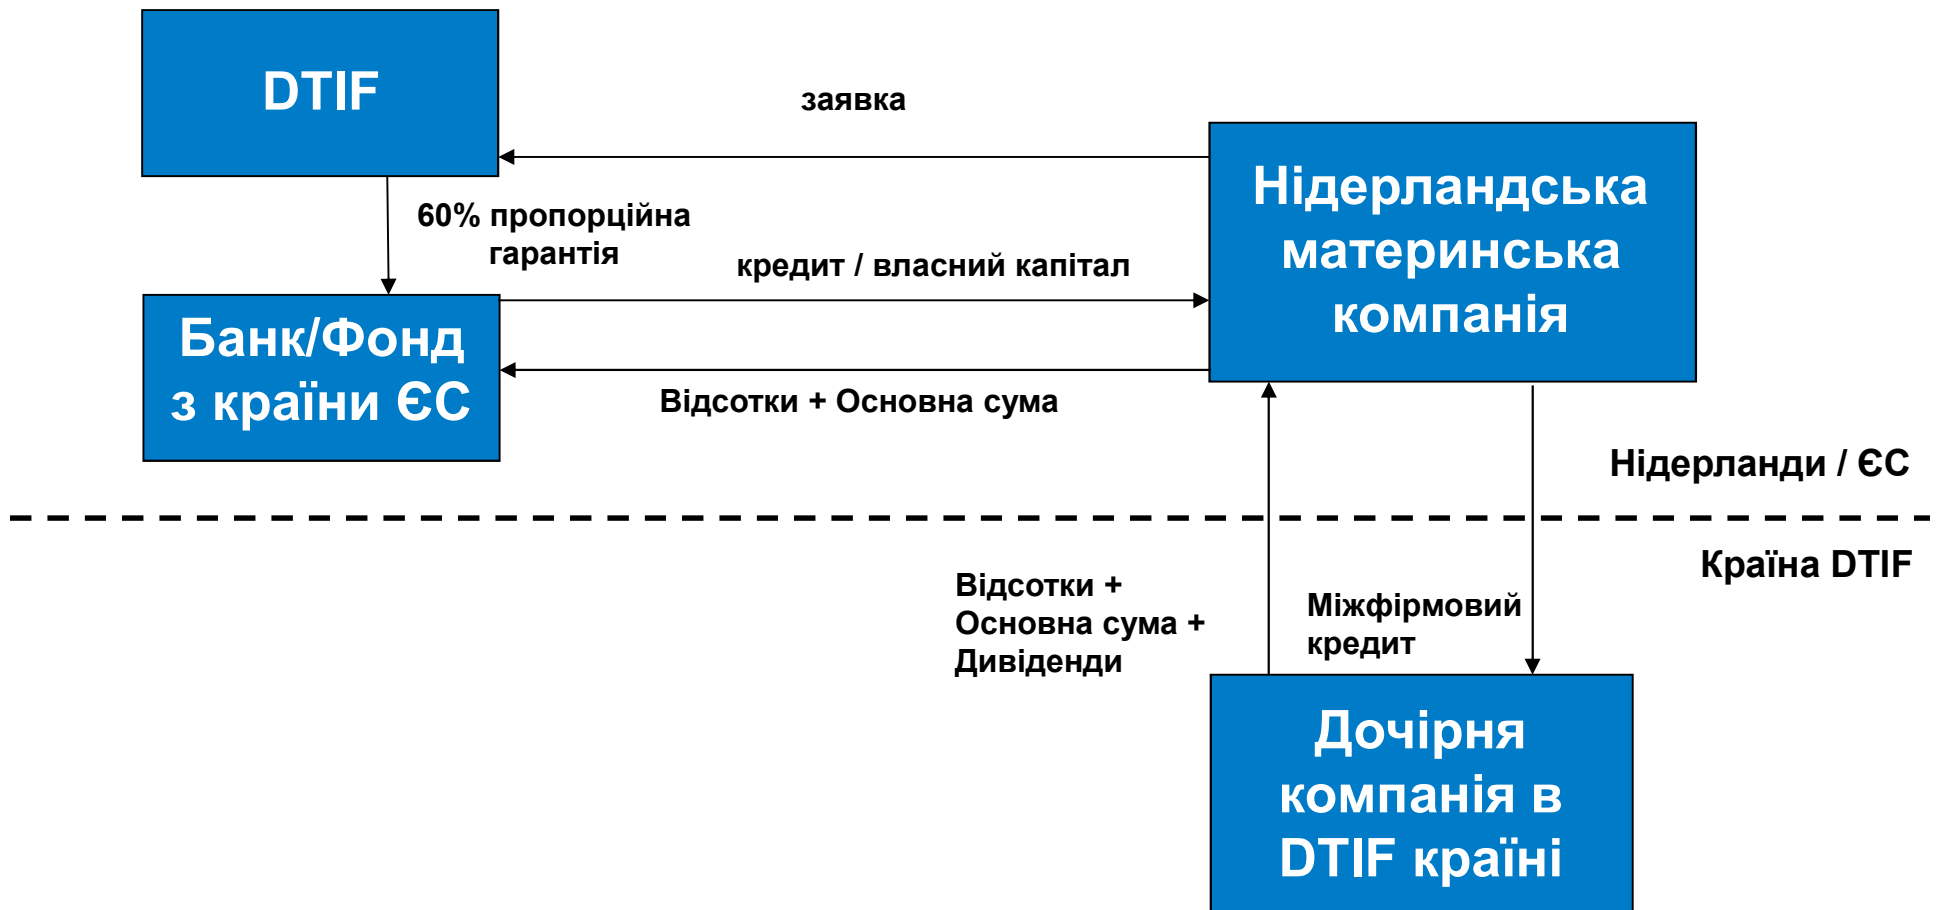 DTIF
заявка
Нідерландська
материнська
компанія
60% пропорційна
гарантія
кредит / власний капітал
Банк/Фонд
з країни ЄС
Відсотки + Основна сума
Нідерланди / ЄС
Країна DTIF
Відсотки +
Основна сума +
Дивіденди
Міжфірмовий
кредит
Дочірня
компанія в
DTIF країні